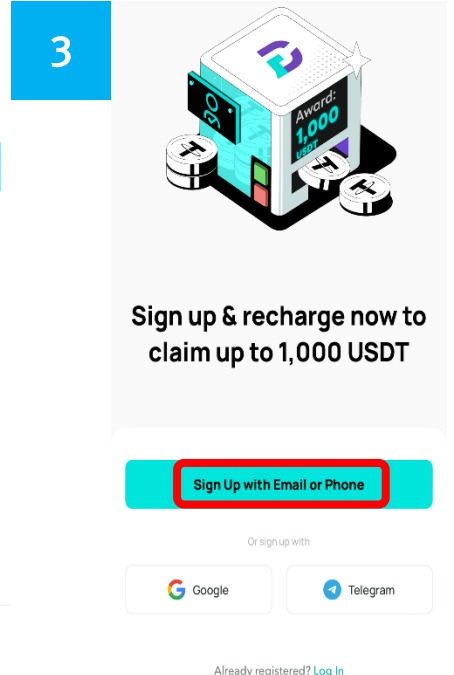 3
Award:
1,000
USDT
Sign up & recharge now to
claim up to 1,000 USDT
Sign Up with Email or Phone
Or sign up with
Google
Telegram
Already registered? Log In